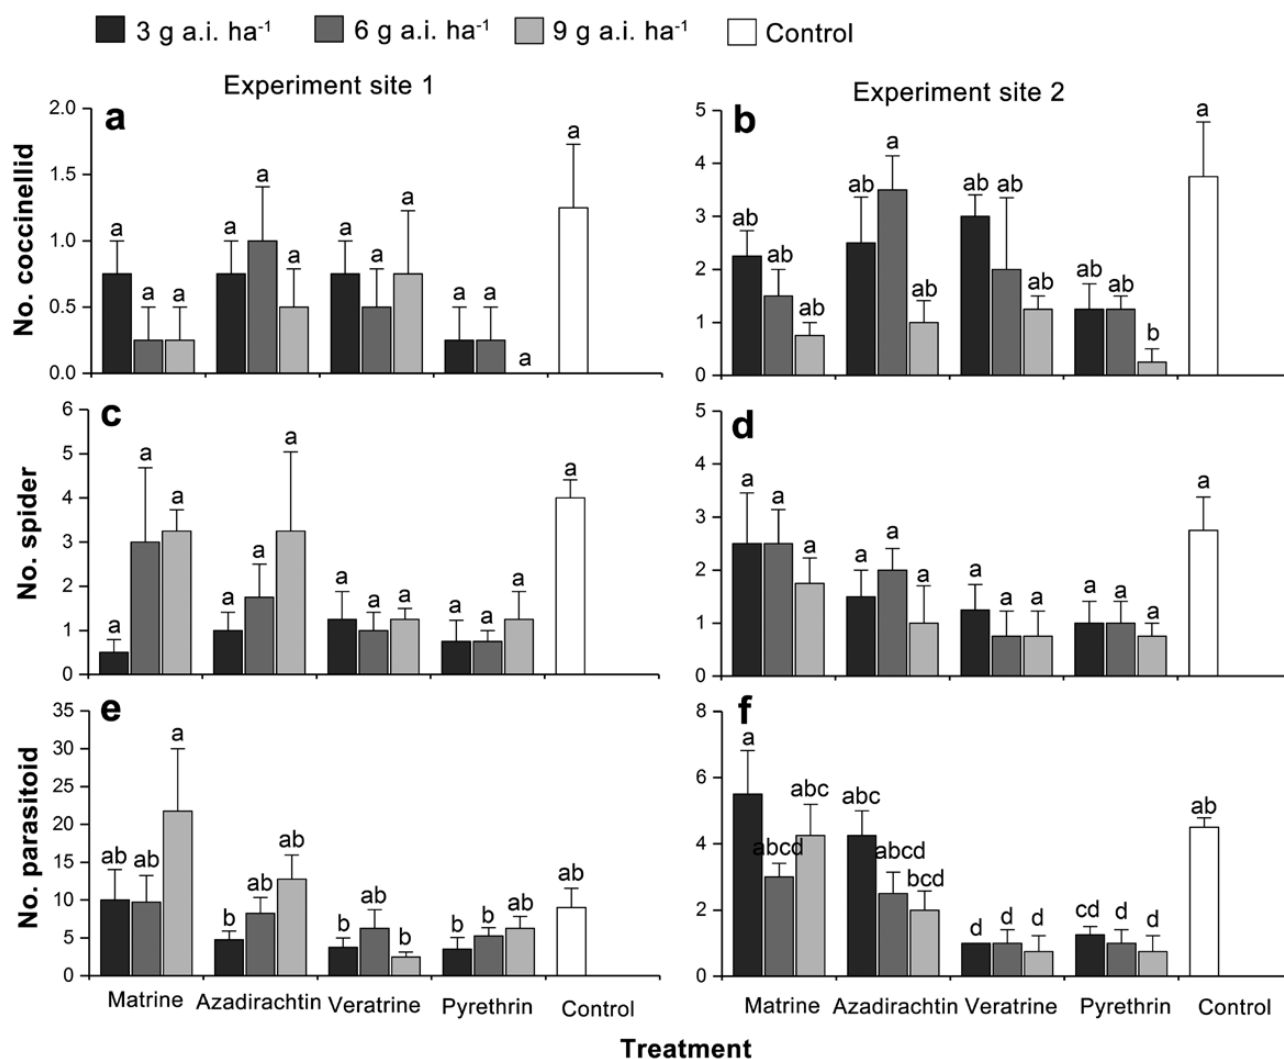 3 g a.i. ha⁻¹ 6 g a.i. ha⁻¹ 9 g a.i. ha⁻¹ Control
Experiment site 1 Experiment site 2
a
No. coccinellid
2.0
1.5
1.0
0.5
0.0
a a a a a a a a a a a a a
b
5
4
3
2
1
0
ab ab ab ab a ab ab ab ab ab ab b a
c
No. spider
6
5
4
3
2
1
0
a a a a a a a a a a a a a
d
5
4
3
2
1
0
a a a a a a a a a a a a a
e
No. parasitoid
35
30
25
20
15
10
5
0
ab ab a b ab ab b ab b b b ab ab
f
8
6
4
2
0
a abcd abc abc abcd bcd d d d cd d d ab
Matrine Azadirachtin Veratrine Pyrethrin Control
Matrine Azadirachtin Veratrine Pyrethrin Control
Treatment